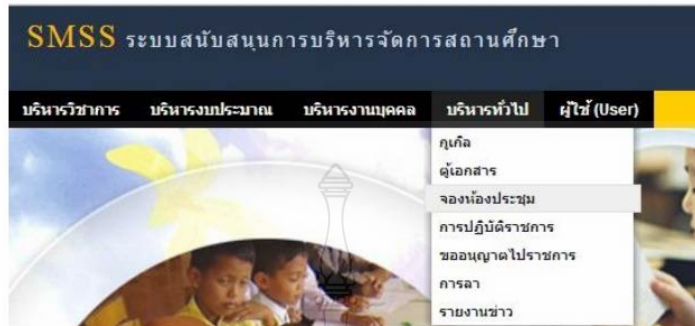 SMSS ระบบสนับสนุนการบริหารจัดการสถานศึกษา
บริหารวิชาการ บริหารงบประมาณ บริหารงานบุคคล บริหารทั่วไป ผู้ใช้ (User)
กูเกิล
ตู้เอกสาร
จองห้องประชุม
การปฏิบัติราชการ
ขออนุญาตไปราชการ
การลา
รายงานข่าว